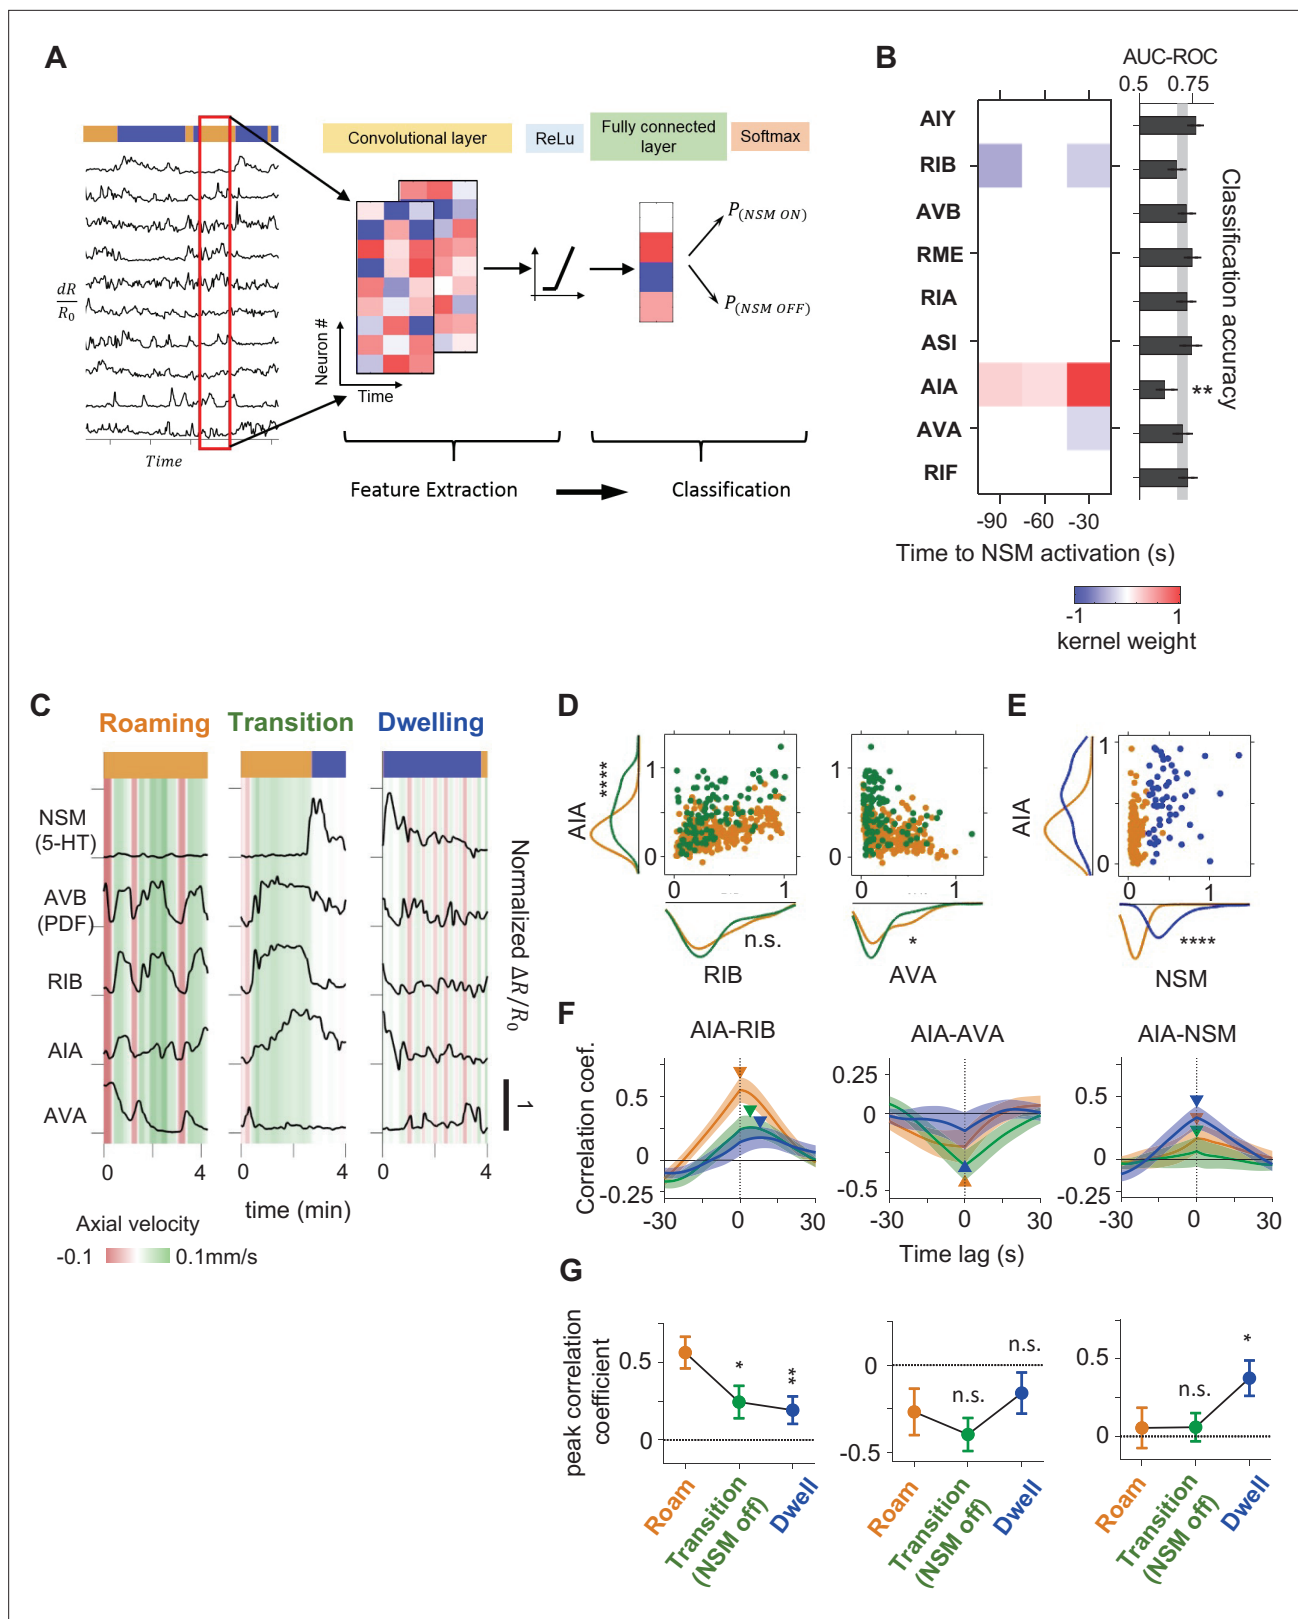 A
Convolutional layer
ReLu
Fully connected
layer
Softmax
dR
R0
Time
Neuron #
Time
P(NSM ON)
P(NSM OFF)
Feature Extraction
Classification
B
AUC-ROC
0.5 0.75
AIY
RIB
AVB
RME
RIA
ASI
AIA
**
AVA
RIF
Classification accuracy
-90 -60 -30
Time to NSM activation (s)
-1 1
kernel weight
C
Roaming Transition Dwelling
NSM
(5-HT)
AVB
(PDF)
RIB
AIA
AVA
Normalized ΔR/R0
1
0 4 0 4 0 4
time (min)
Axial velocity
-0.1 0.1mm/s
D
AIA
****
1
0
0 1
n.s.
RIB
1
0
0 1
*
AVA
E
AIA
1
0
0 1
****
NSM
F
AIA-RIB AIA-AVA AIA-NSM
Correlation coef.
0.5
0
-0.25
-30 0 30
0.25
0
-0.5
-30 0 30
0.5
0
-0.25
-30 0 30
Time lag (s)
G
peak correlation
coefficient
0.5
0
* **
Roam
Transition
(NSM off)
Dwell
0
-0.5
n.s. n.s.
Roam
Transition
(NSM off)
Dwell
0.5
0
n.s. *
Roam
Transition
(NSM off)
Dwell